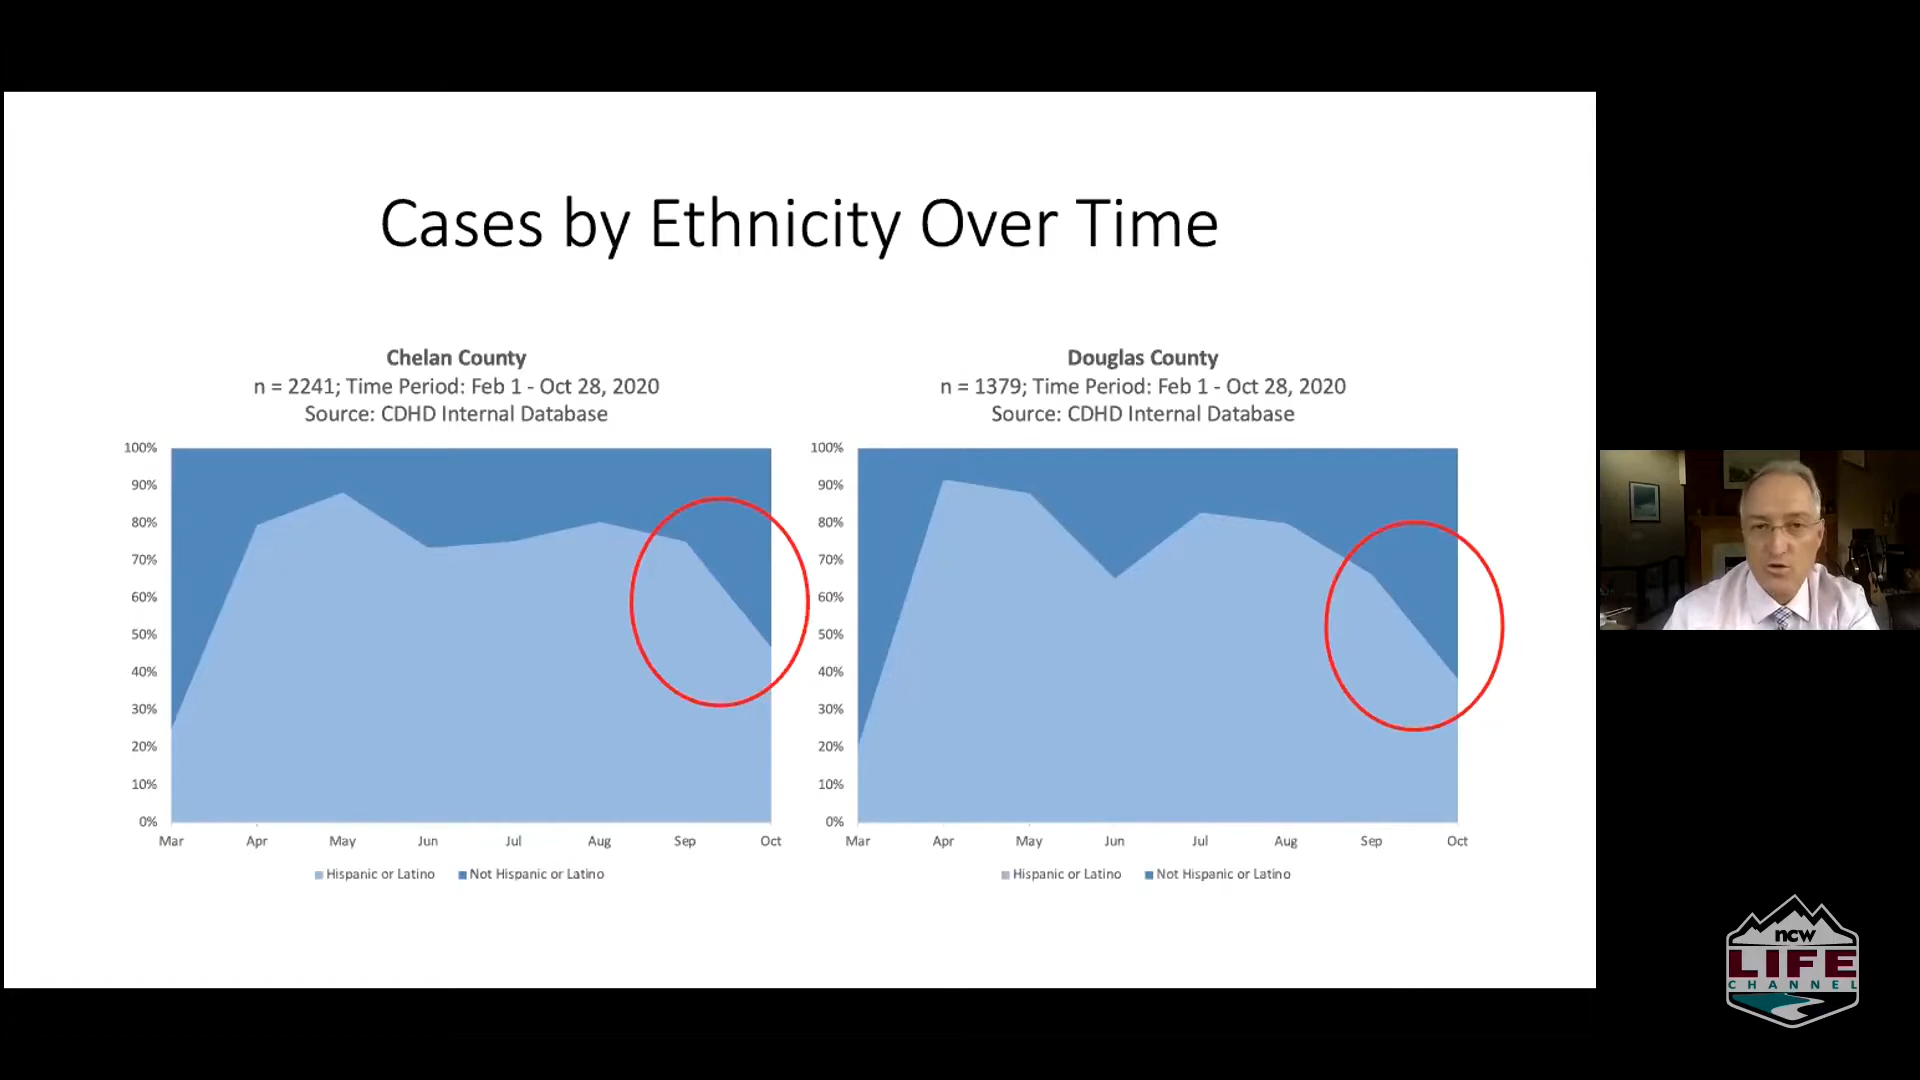 Cases by Ethnicity Over Time
Chelan County
n = 2241; Time Period: Feb 1 - Oct 28, 2020
Source: CDHD Internal Database
100%
90%
80%
70%
60%
50%
40%
30%
20%
10%
0%
Mar Apr May Jun Jul Aug Sep Oct
Hispanic or Latino Not Hispanic or Latino
Douglas County
n = 1379; Time Period: Feb 1 - Oct 28, 2020
Source: CDHD Internal Database
100%
90%
80%
70%
60%
50%
40%
30%
20%
10%
0%
Mar Apr May Jun Jul Aug Sep Oct
Hispanic or Latino Not Hispanic or Latino
ncw
LIFE
CHANNEL